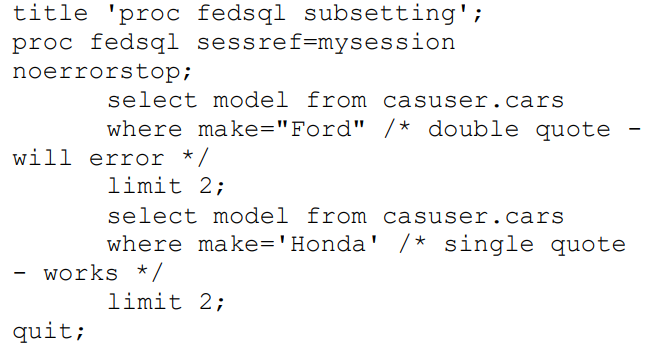 title 'proc fedsql subsetting';
proc fedsql sessref=mysession
noerrorstop;
      select model from casuser.cars
      where make="Ford" /* double quote -
will error */
      limit 2;
      select model from casuser.cars
      where make='Honda' /* single quote
- works */
      limit 2;
quit;